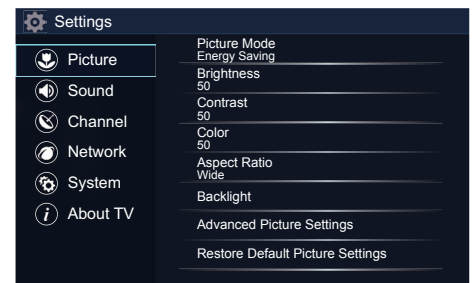 Settings
Picture
Sound
Channel
Network
System
About TV
Picture Mode
Energy Saving
Brightness
50
Contrast
50
Color
50
Aspect Ratio
Wide
Backlight
Advanced Picture Settings
Restore Default Picture Settings